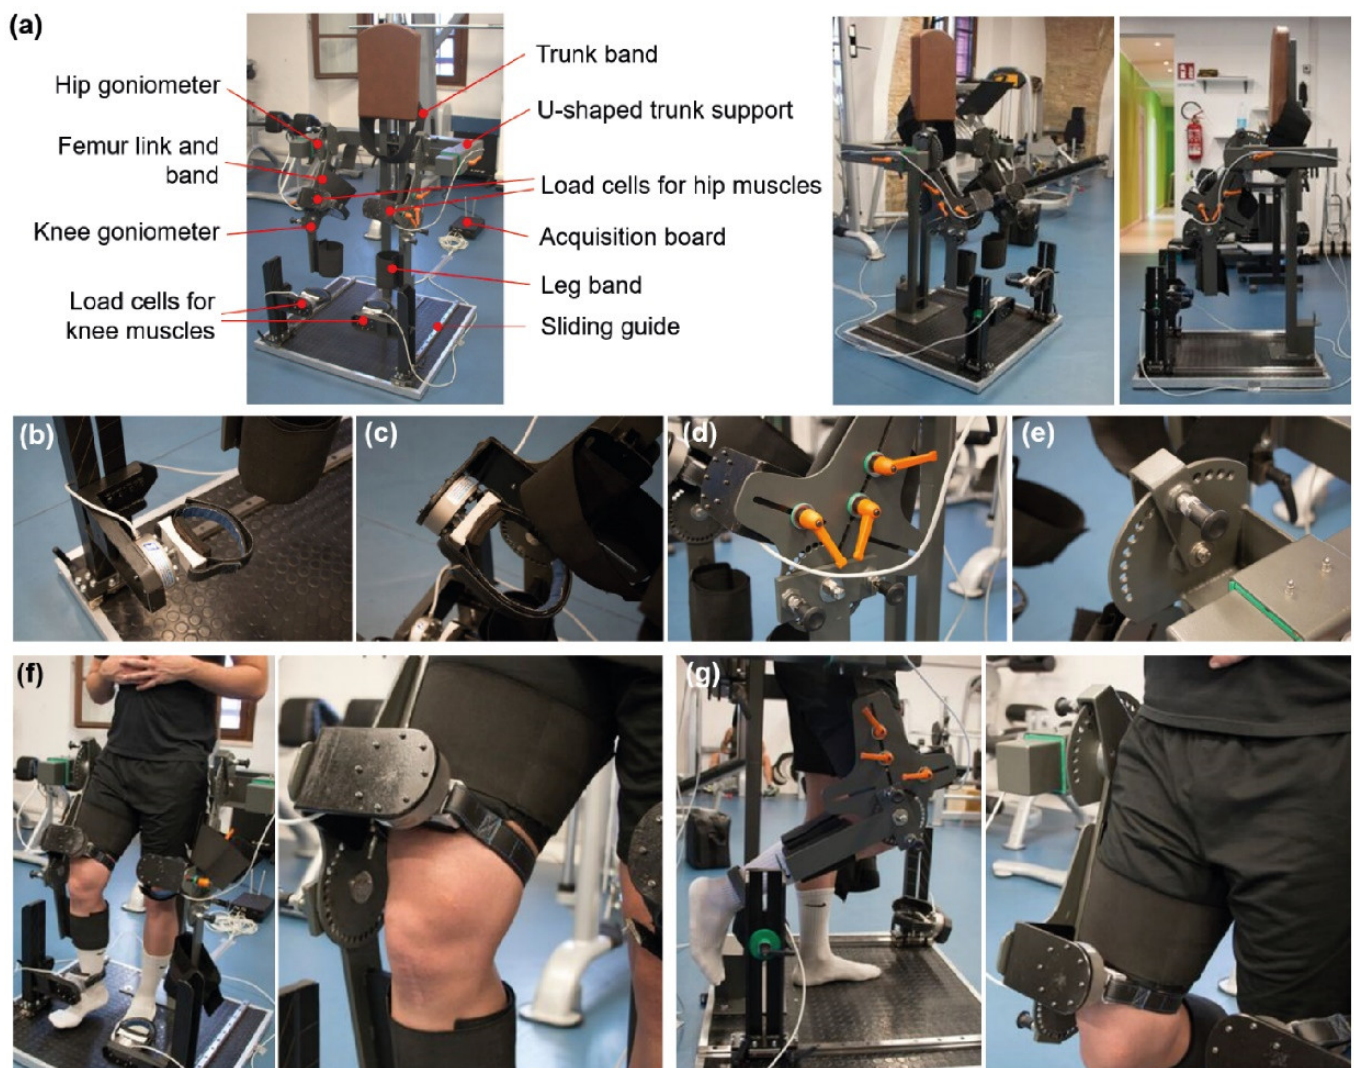 (a)
Hip goniometer
Femur link and
band
Knee goniometer
Load cells for
knee muscles
Trunk band
U-shaped trunk support
Load cells for hip muscles
Acquisition board
Leg band
Sliding guide
(b)
(c)
(d)
(e)
(f)
(g)